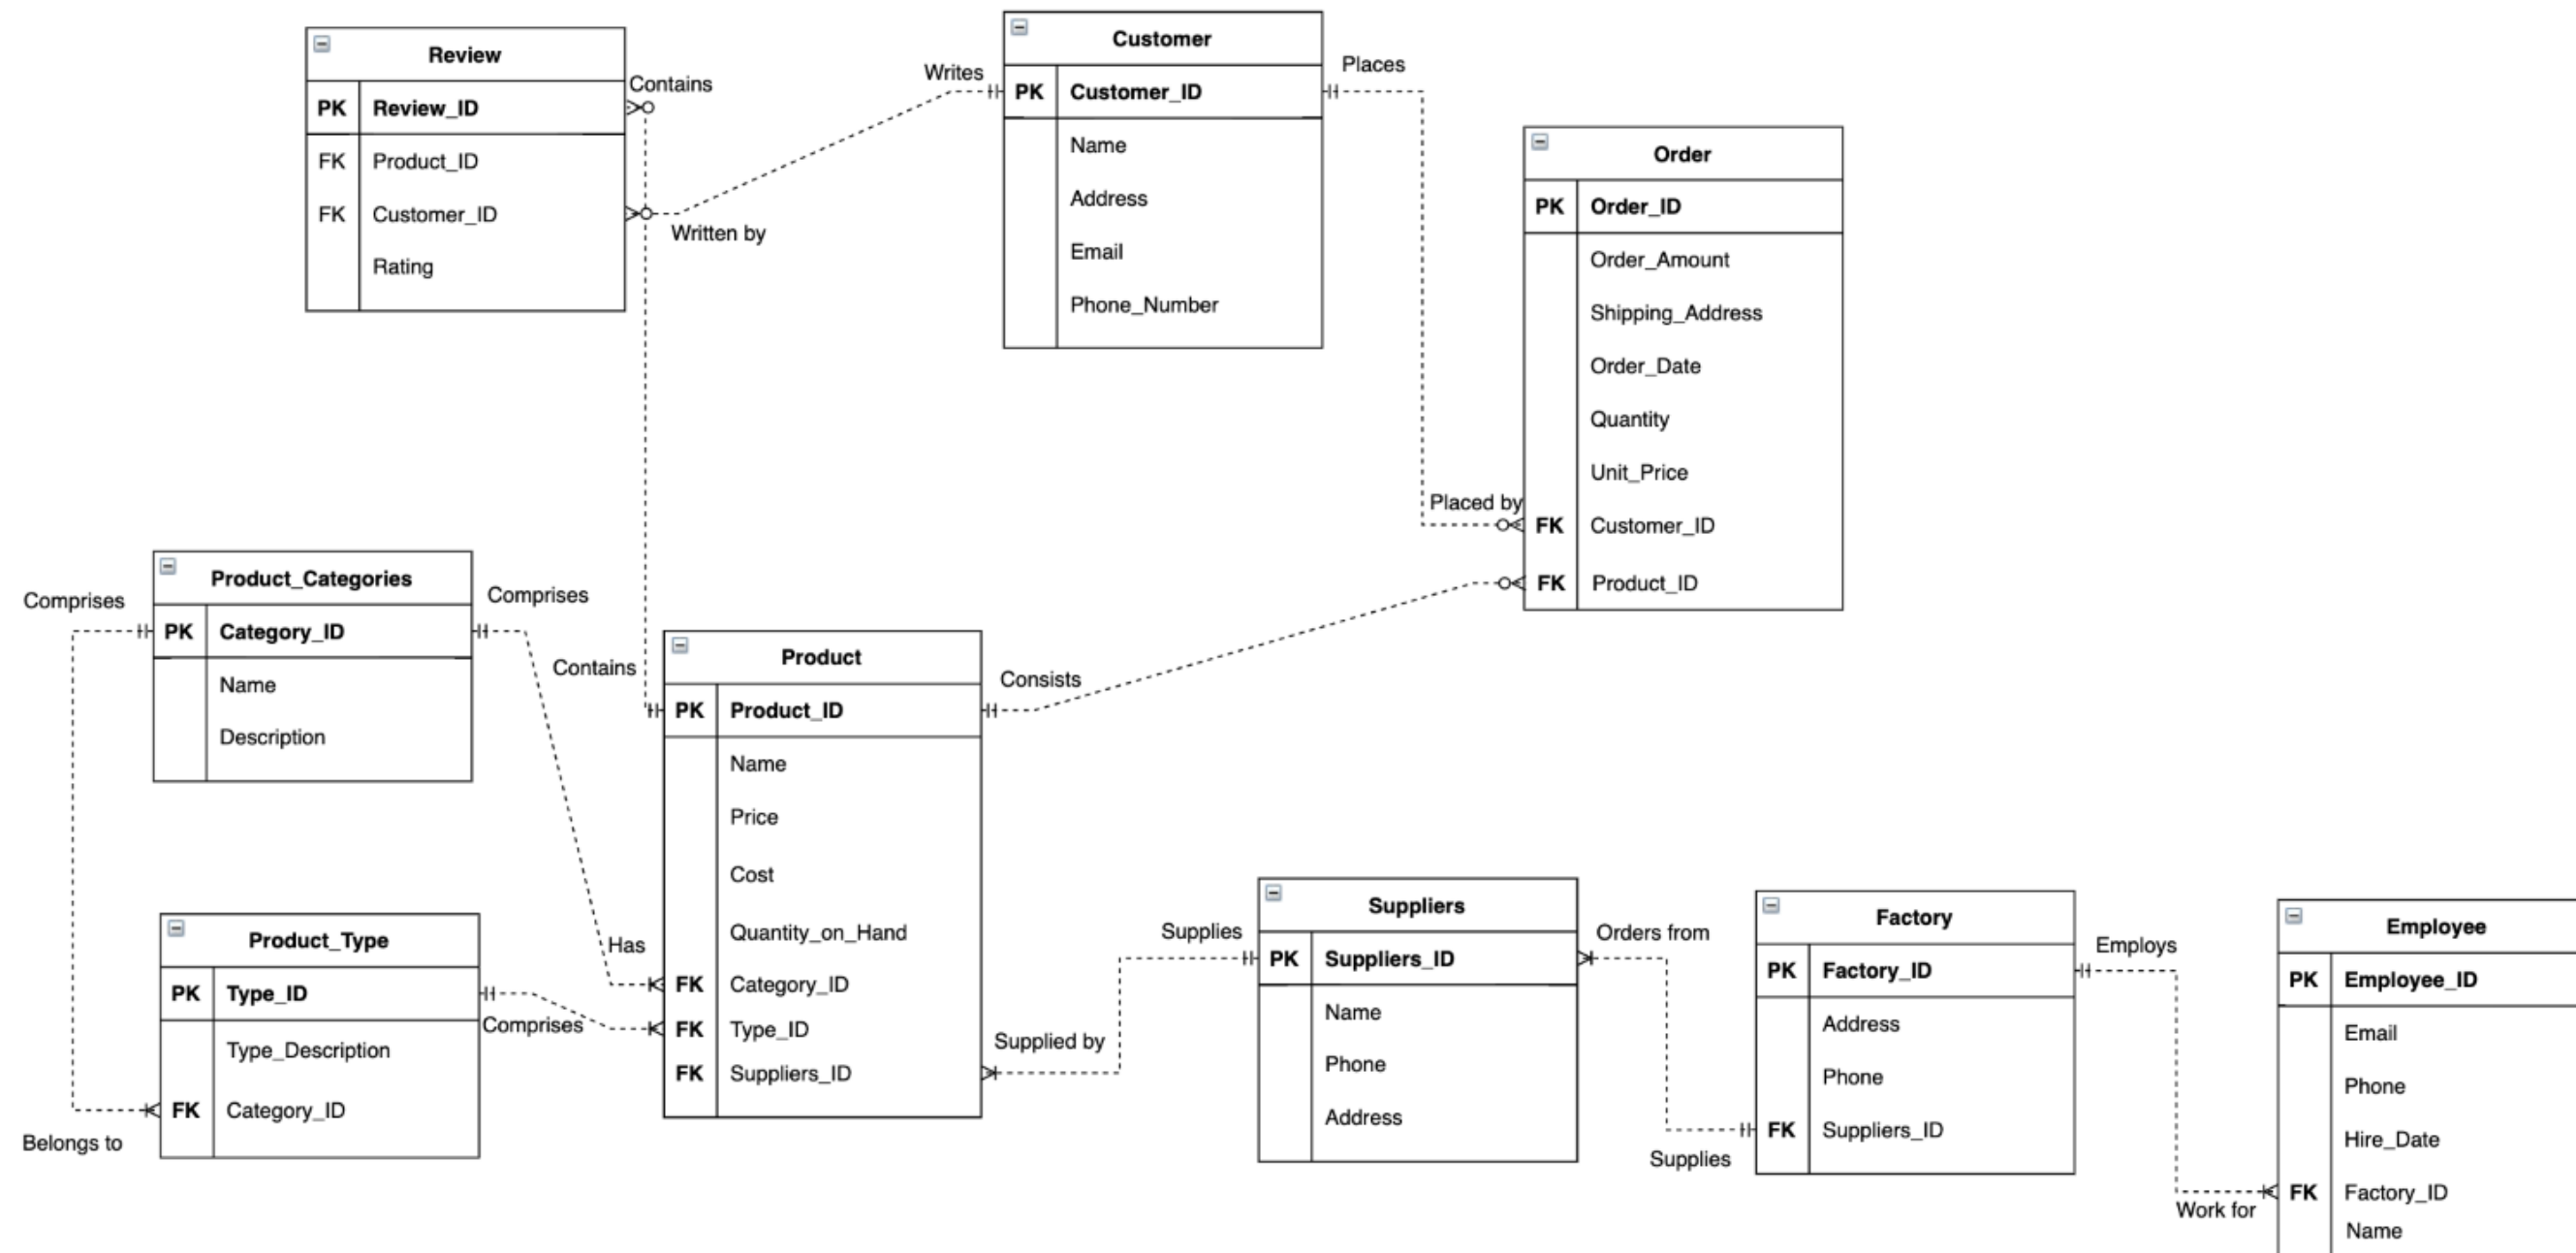 Review
PK Review_ID
FK Product_ID
FK Customer_ID
Rating
Contains
Written by
Writes
Customer
PK Customer_ID
Name
Address
Email
Phone_Number
Places
Order
PK Order_ID
Order_Amount
Shipping_Address
Order_Date
Quantity
Unit_Price
Placed by
FK Customer_ID
FK Product_ID
Comprises
Product_Categories
PK Category_ID
Name
Description
Comprises
Contains
Product
PK Product_ID
Name
Price
Cost
Quantity_on_Hand
FK Category_ID
FK Type_ID
FK Suppliers_ID
Consists
Has
Product_Type
PK Type_ID
Type_Description
FK Category_ID
Comprises
Belongs to
Supplied by
Supplies
Suppliers
PK Suppliers_ID
Name
Phone
Address
Orders from
Supplies
Factory
PK Factory_ID
Address
Phone
FK Suppliers_ID
Employs
Work for
Employee
PK Employee_ID
Email
Phone
Hire_Date
FK Factory_ID
Name